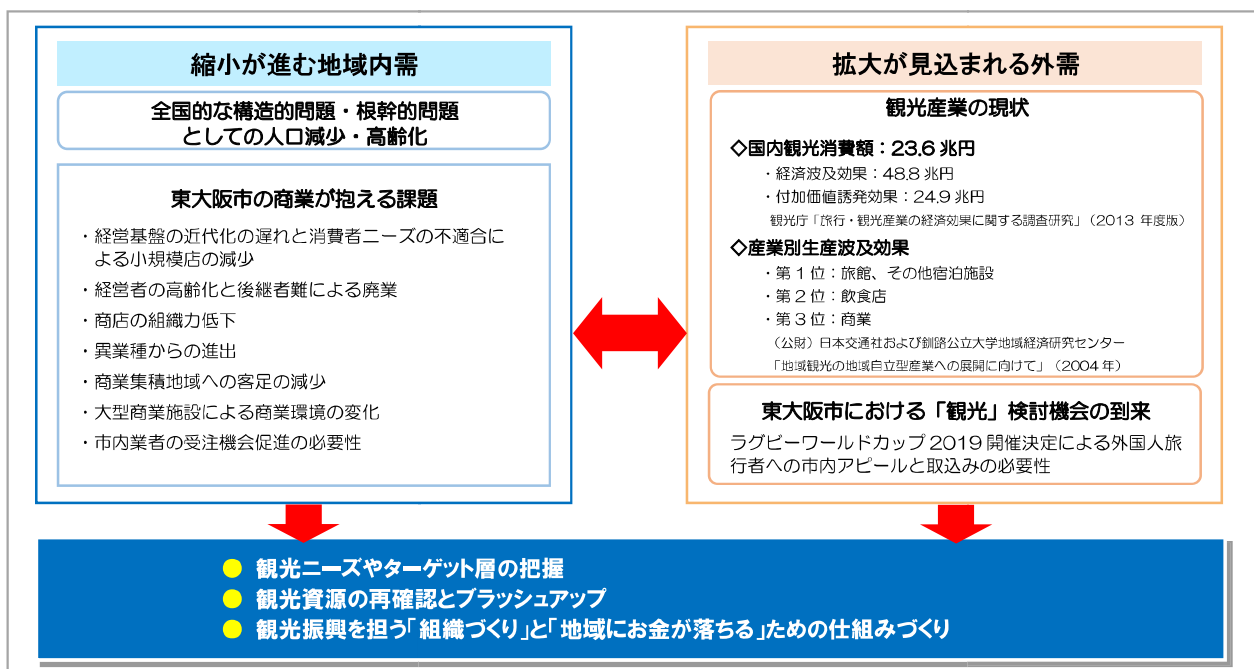 縮小が進む地域内需
全国的な構造的問題・根幹的問題
としての人口減少・高齢化
東大阪市の商業が抱える課題
・経営基盤の近代化の遅れと消費者ニーズの不適合に
よる小規模店の減少
・経営者の高齢化と後継者難による廃業
・商店の組織力低下
・異業種からの進出
・商業集積地域への客足の減少
・大型商業施設による商業環境の変化
・市内業者の受注機会促進の必要性
拡大が見込まれる外需
観光産業の現状
◇国内観光消費額：23.6 兆円
・経済波及効果：48.8 兆円
・付加価値誘発効果：24.9 兆円
観光庁「旅行・観光産業の経済効果に関する調査研究」（2013 年度版）
◇産業別生産波及効果
・第 1 位：旅館、その他宿泊施設
・第 2 位：飲食店
・第 3 位：商業
（公財）日本交通社および釧路公立大学地域経済研究センター
「地域観光の地域自立型産業への展開に向けて」（2004 年）
東大阪市における「観光」検討機会の到来
ラグビーワールドカップ 2019 開催決定による外国人旅
行者への市内アピールと取込みの必要性
● 観光ニーズやターゲット層の把握
● 観光資源の再確認とブラッシュアップ
● 観光振興を担う「組織づくり」と「地域にお金が落ちる」ための仕組みづくり